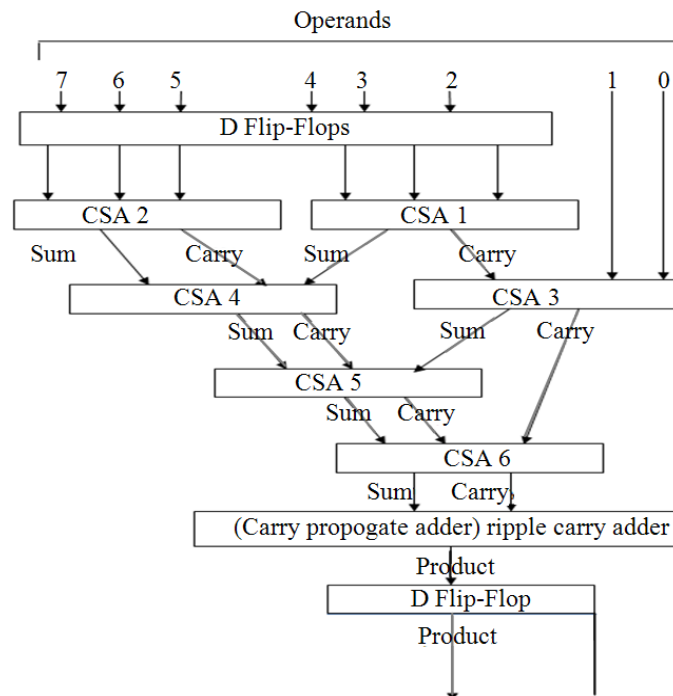 Operands
7 6 5 4 3 2 1 0
D Flip-Flops
CSA 2 CSA 1
Sum Carry Sum Carry
CSA 4 CSA 3
Sum Carry Sum Carry
CSA 5
Sum Carry
CSA 6
Sum Carry
(Carry propogate adder) ripple carry adder
Product
D Flip-Flop
Product